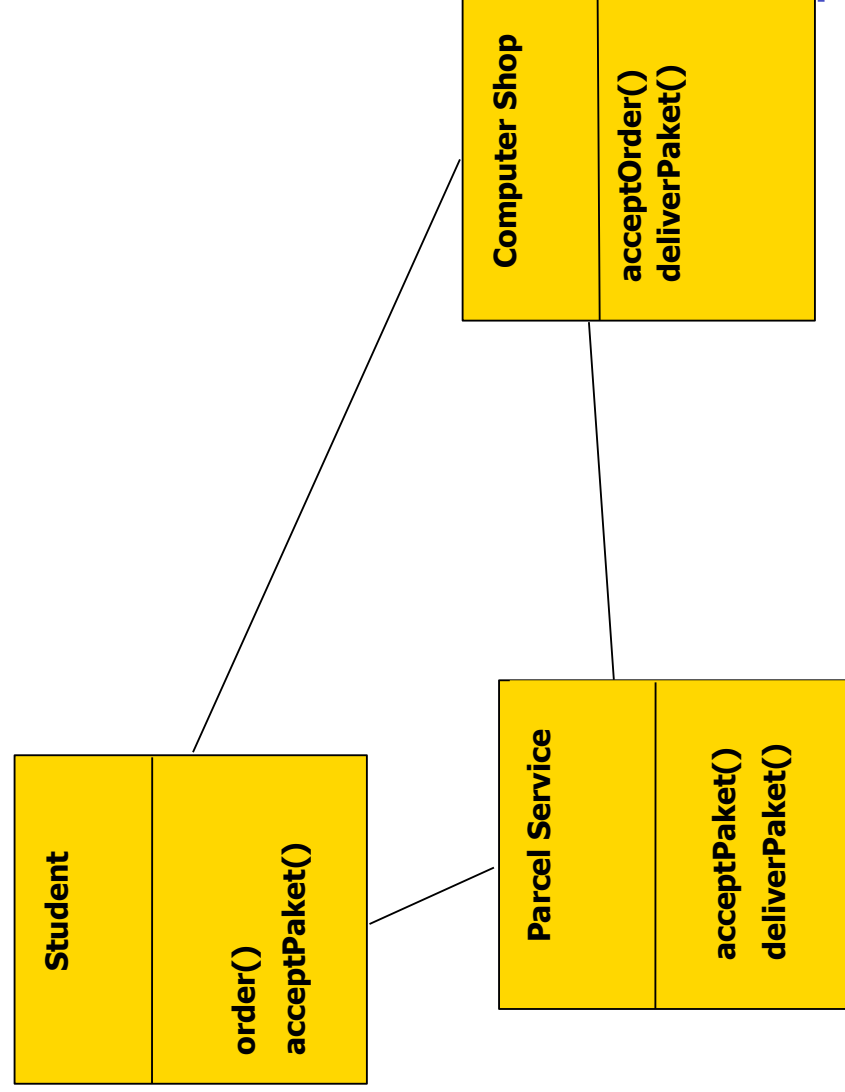 Student
order()
acceptPaket()
Parcel Service
acceptPaket()
deliverPaket()
Computer Shop
acceptOrder()
deliverPaket()